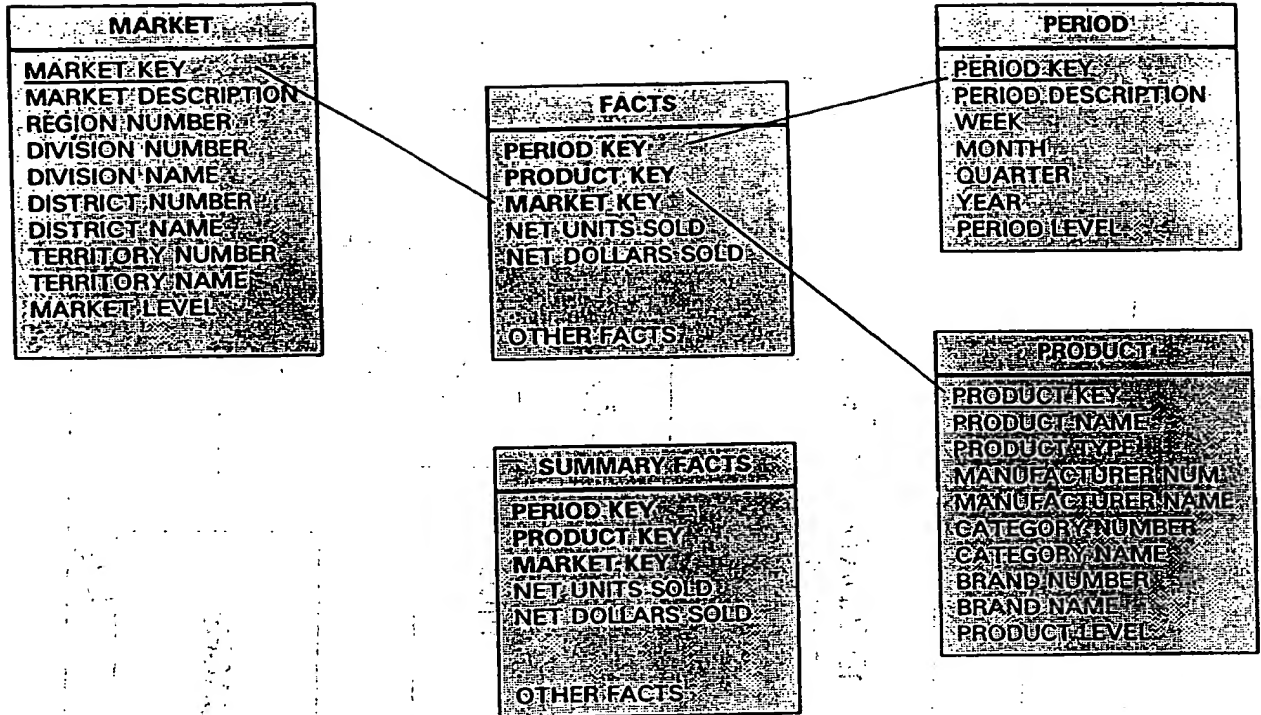 MARKET
MARKET KEY
MARKET DESCRIPTION
REGION NUMBER
DIVISION NUMBER
DIVISION NAME
DISTRICT NUMBER
DISTRICT NAME
TERRITORY NUMBER
TERRITORY NAME
MARKET LEVEL
FACTS
PERIOD KEY
PRODUCT KEY
MARKET KEY
NET UNITS SOLD
NET DOLLARS SOLD
OTHER FACTS
PERIOD
PERIOD KEY
PERIOD DESCRIPTION
WEEK
MONTH
QUARTER
YEAR
PERIOD LEVEL
PRODUCT
PRODUCT KEY
PRODUCT NAME
PRODUCT TYPE
MANUFACTURER NUM.
MANUFACTURER NAME
CATEGORY NUMBER
CATEGORY NAME
BRAND NUMBER
BRAND NAME
PRODUCT LEVEL
SUMMARY FACTS
PERIOD KEY
PRODUCT KEY
MARKET KEY
NET UNITS SOLD
NET DOLLARS SOLD
OTHER FACTS